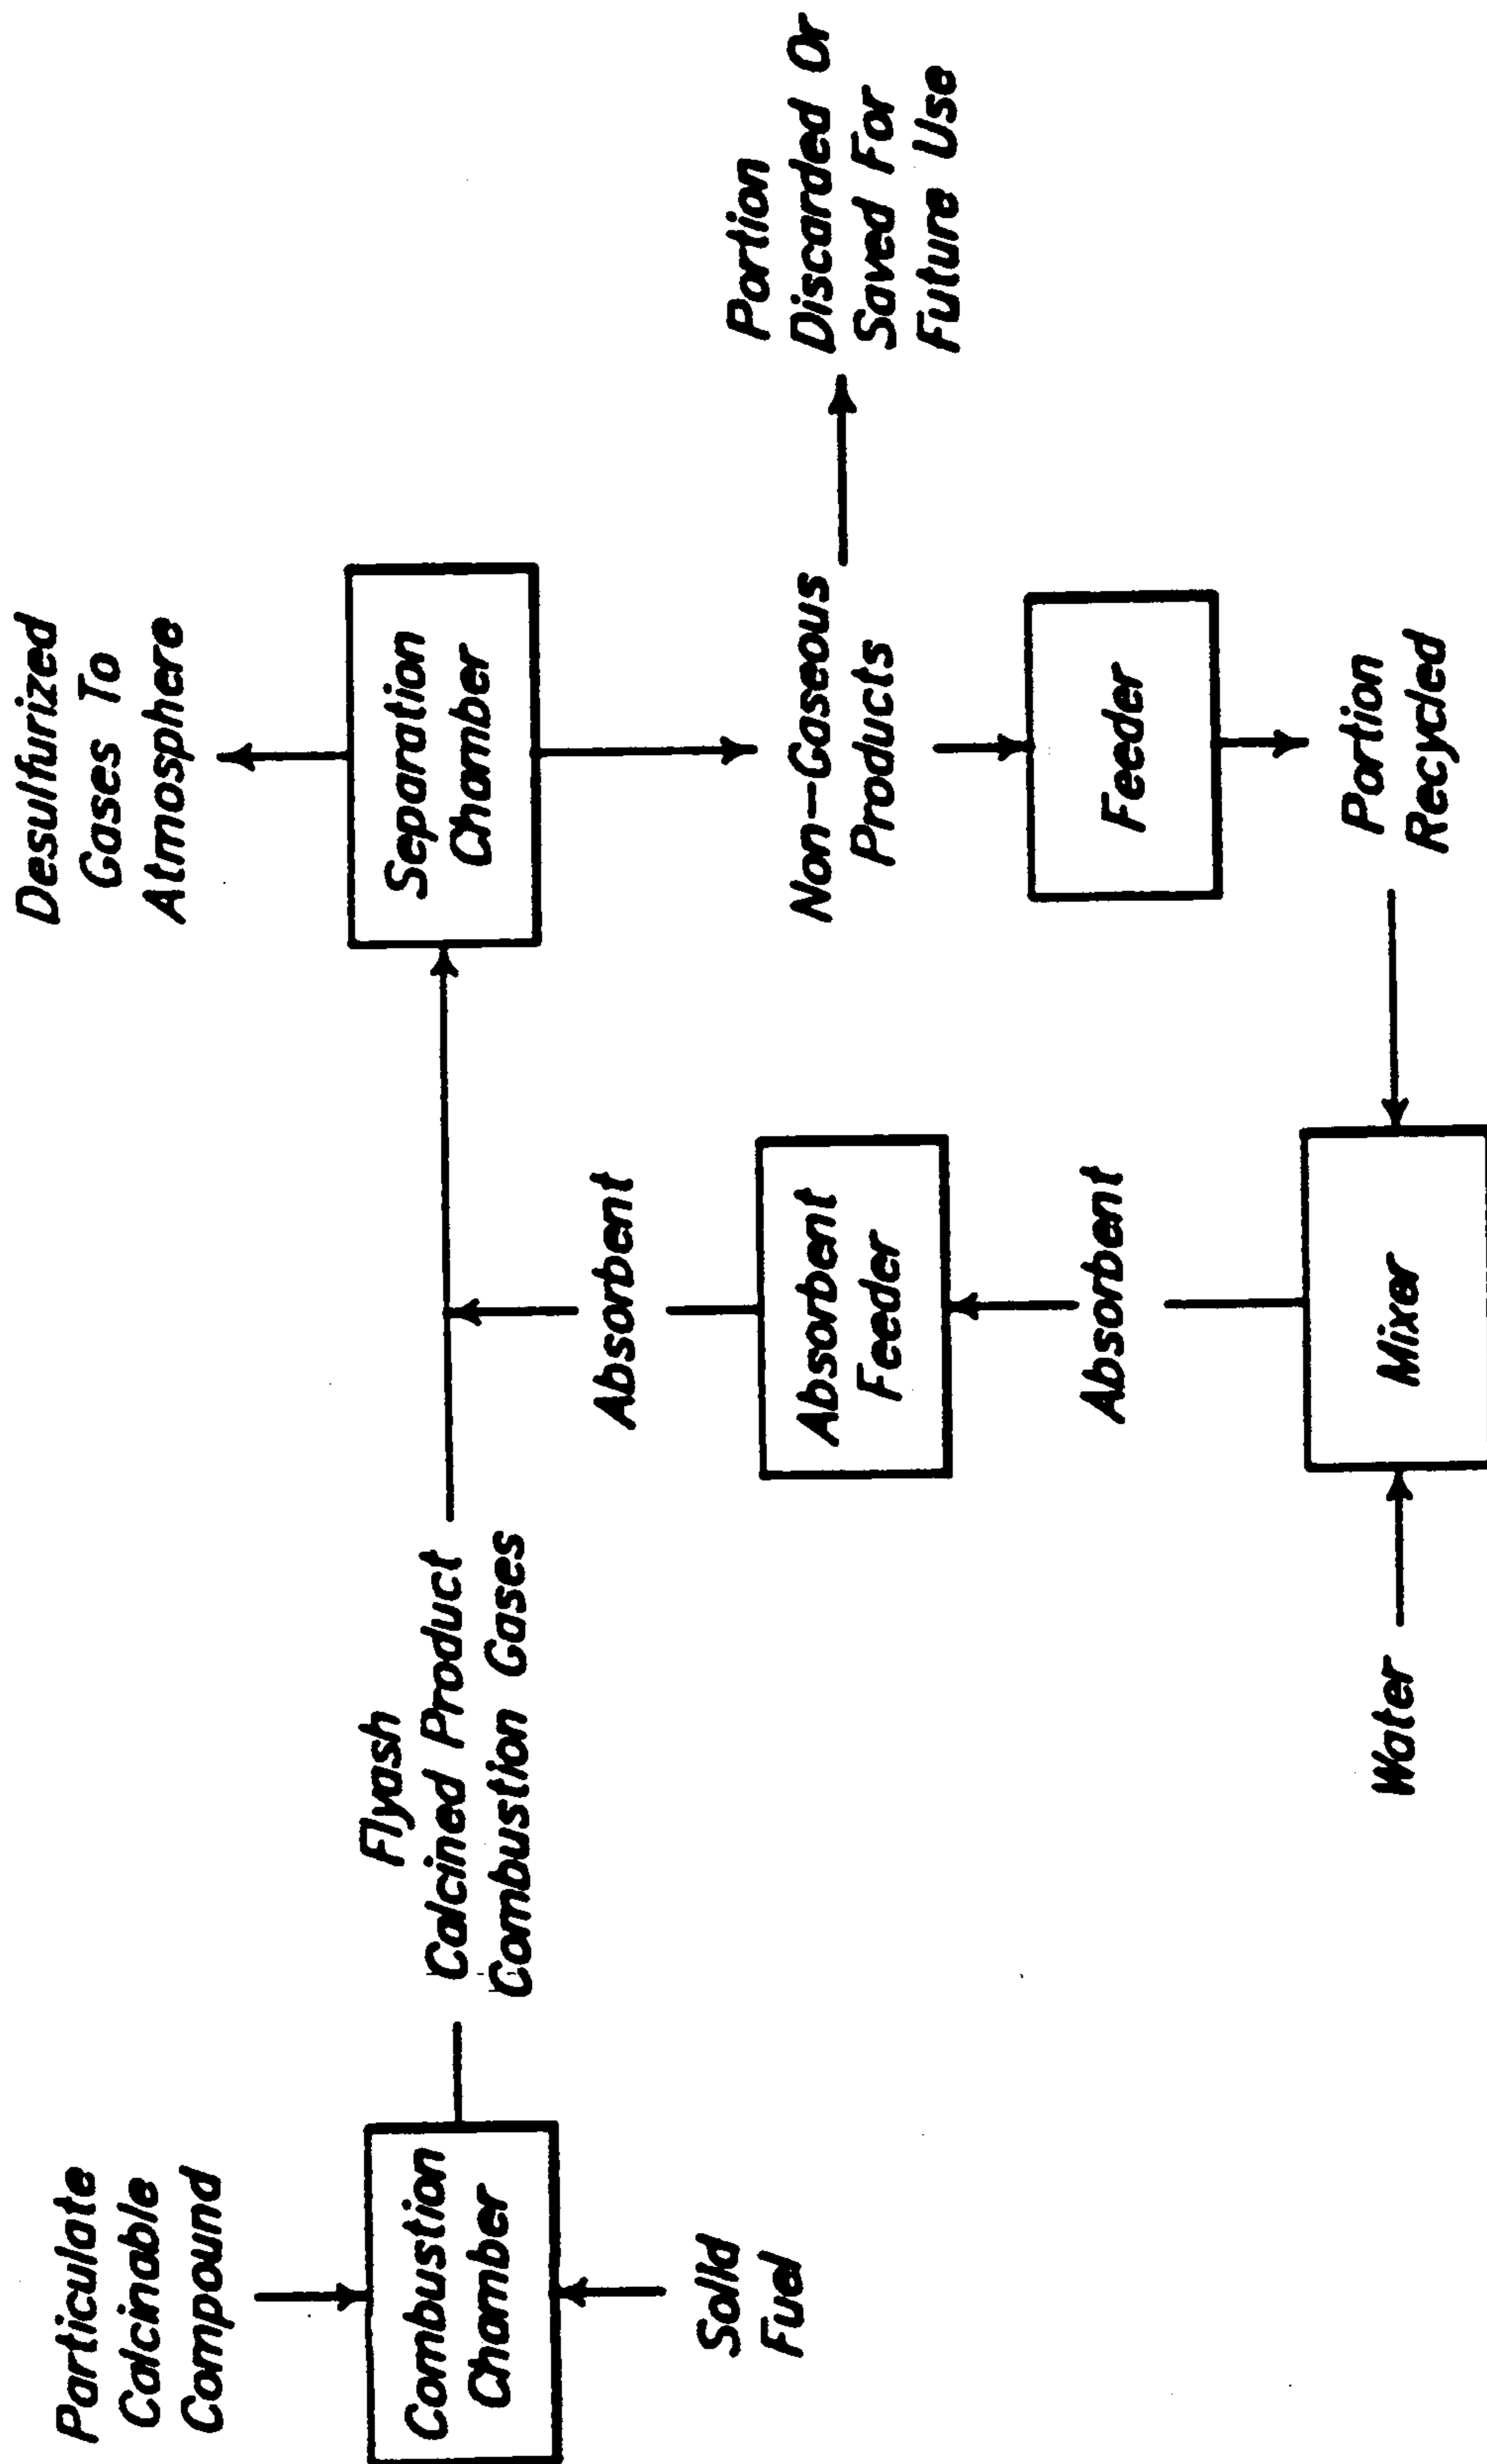 Particulate
Calcinable
Compound
Combustion
Chamber
Solid
Fuel
Flyash
Calcined Product
Combustion Gases
Desulfurized
Gases To
Atmosphere
Separation
Chamber
Absorbent
Absorbent
Feeder
Absorbent
Mixer
Water
Non-Gaseous
Products
Portion
Discarded Or
Saved For
Future Use
Feeder
Portion
Recycled